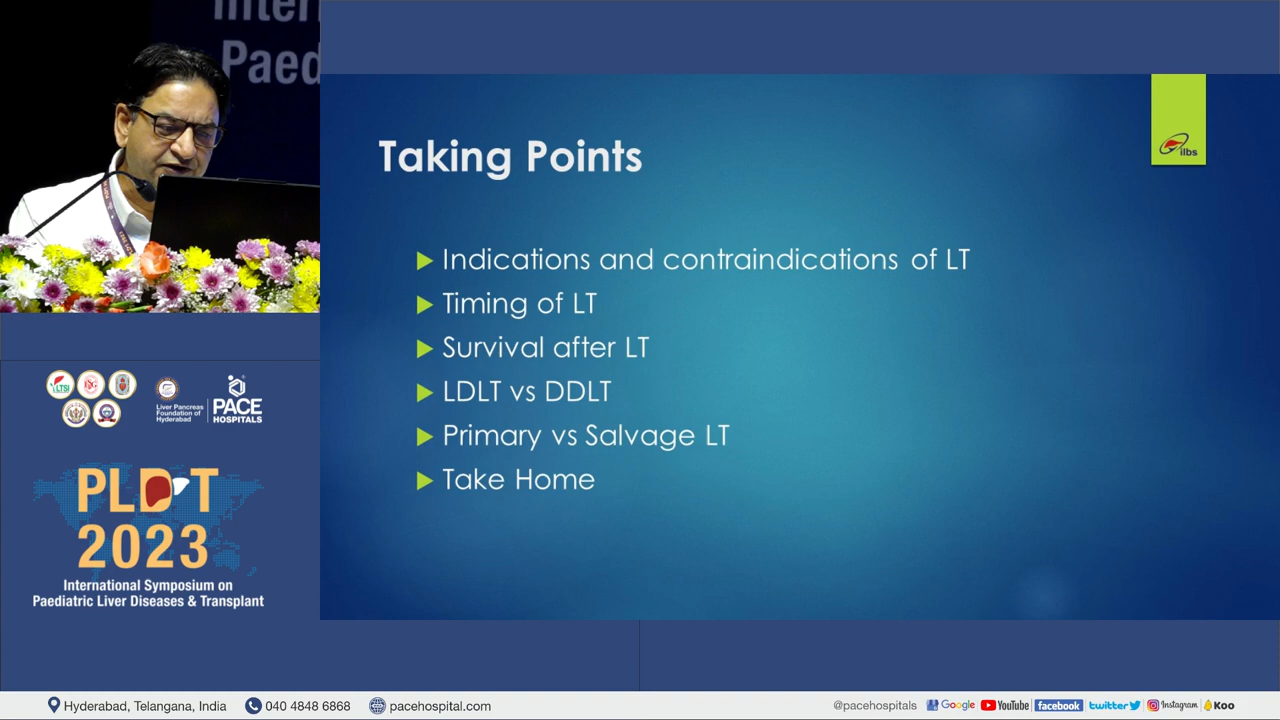 Inter
Paed
Taking Points
ilbs
Indications and contraindications of LT
Timing of LT
Survival after LT
LDLT vs DDLT
Primary vs Salvage LT
Take Home
LTSI
Liver Pancreas
Foundation of
Hyderabad
PACE
HOSPITALS
PLD T
2023
International Symposium on
Paediatric Liver Diseases & Transplant
Hyderabad, Telangana, India
040 4848 6868
pacehospital.com
@pacehospitals
Google
YouTube
facebook
twitter
Instagram
Koo